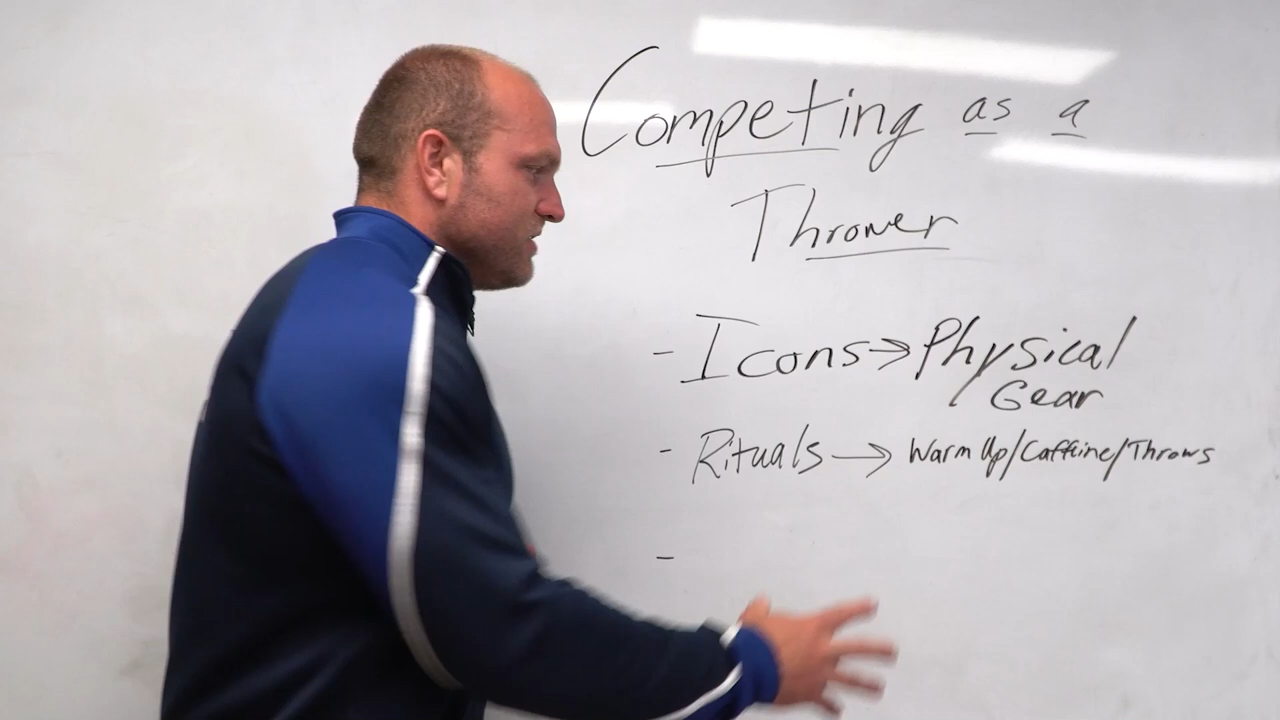 Competing as a
Thrower
- Icons → Physical
Gear
- Rituals → Warm Up/Caffeine/Throws
-